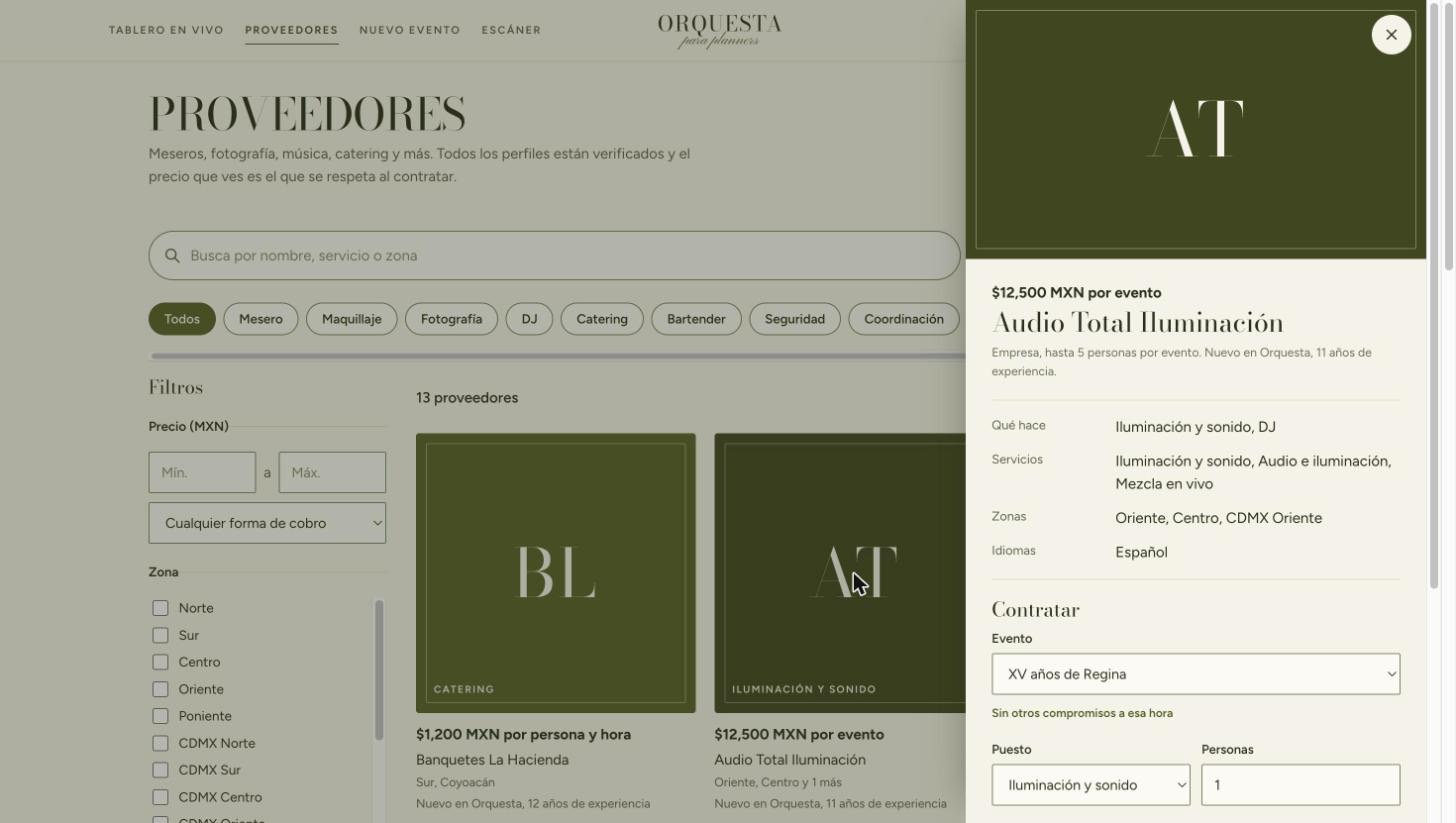 TABLERO EN VIVO PROVEEDORES NUEVO EVENTO ESCÁNER
ORQUESTA
para planners
PROVEEDORES
Meseros, fotografía, música, catering y más. Todos los perfiles están verificados y el
precio que ves es el que se respeta al contratar.
Busca por nombre, servicio o zona
Todos Mesero Maquillaje Fotografía DJ Catering Bartender Seguridad Coordinación
Filtros
Precio (MXN)
Mín. a Máx.
Cualquier forma de cobro
Zona
Norte
Sur
Centro
Oriente
Poniente
CDMX Norte
CDMX Sur
CDMX Centro
CDMX Oriente
13 proveedores
BL
CATERING
$1,200 MXN por persona y hora
Banquetes La Hacienda
Sur, Coyoacán
Nuevo en Orquesta, 12 años de experiencia
AT
ILUMINACIÓN Y SONIDO
$12,500 MXN por evento
Audio Total Iluminación
Oriente, Centro y 1 más
Nuevo en Orquesta, 11 años de experiencia
AT
$12,500 MXN por evento
Audio Total Iluminación
Empresa, hasta 5 personas por evento. Nuevo en Orquesta, 11 años de
experiencia.
Qué hace Iluminación y sonido, DJ
Servicios Iluminación y sonido, Audio e iluminación,
Mezcla en vivo
Zonas Oriente, Centro, CDMX Oriente
Idiomas Español
Contratar
Evento
XV años de Regina
Sin otros compromisos a esa hora
Puesto Personas
Iluminación y sonido 1